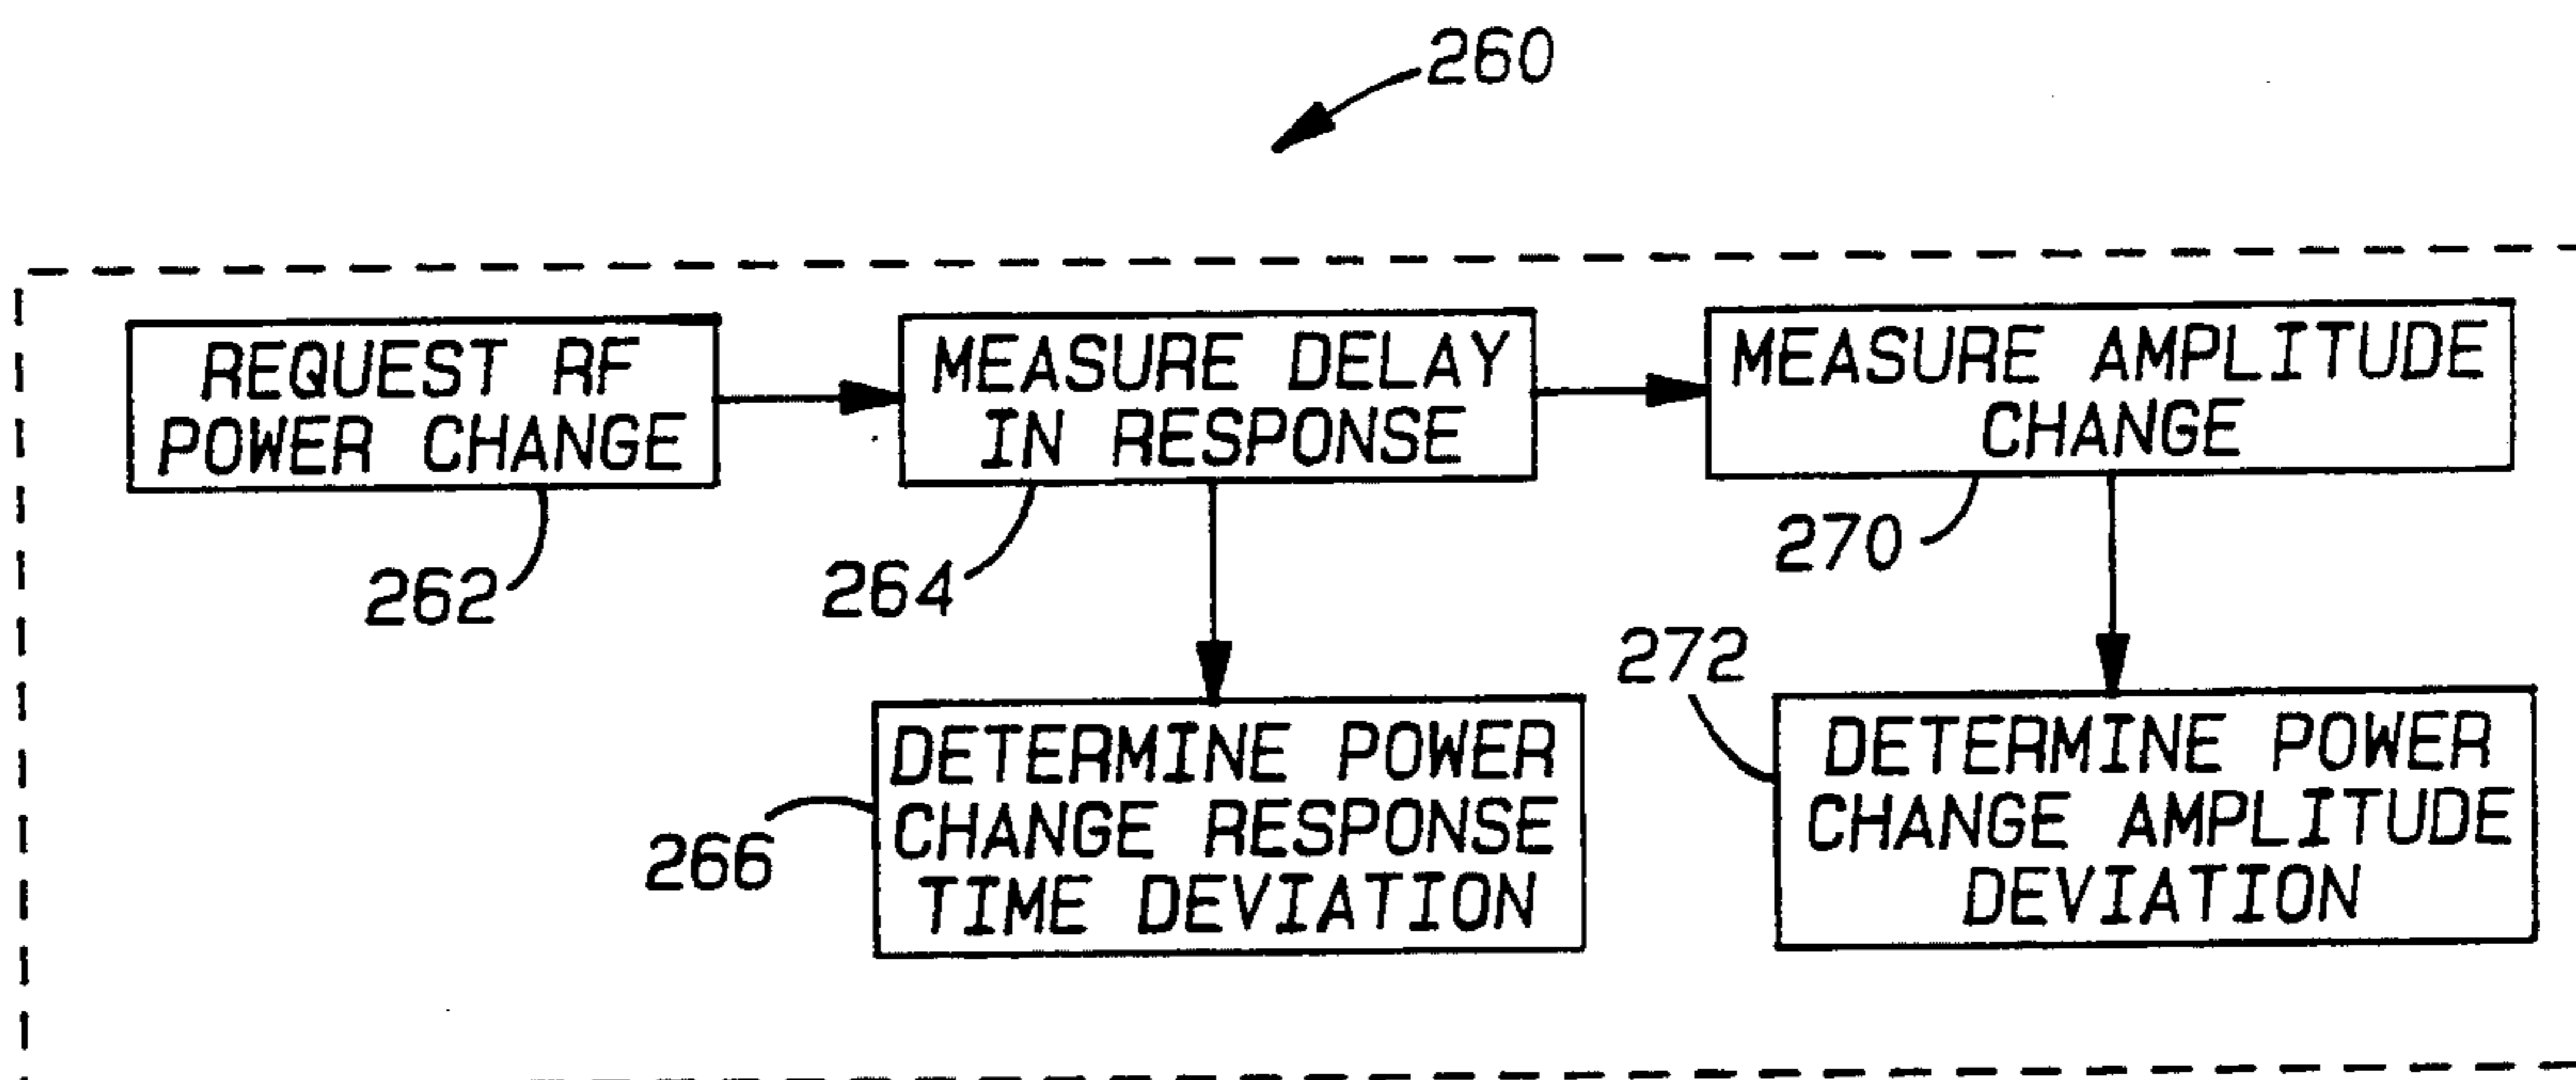 260
REQUEST RF
POWER CHANGE
262
MEASURE DELAY
IN RESPONSE
264
MEASURE AMPLITUDE
CHANGE
270
DETERMINE POWER
CHANGE RESPONSE
TIME DEVIATION
266
272
DETERMINE POWER
CHANGE AMPLITUDE
DEVIATION